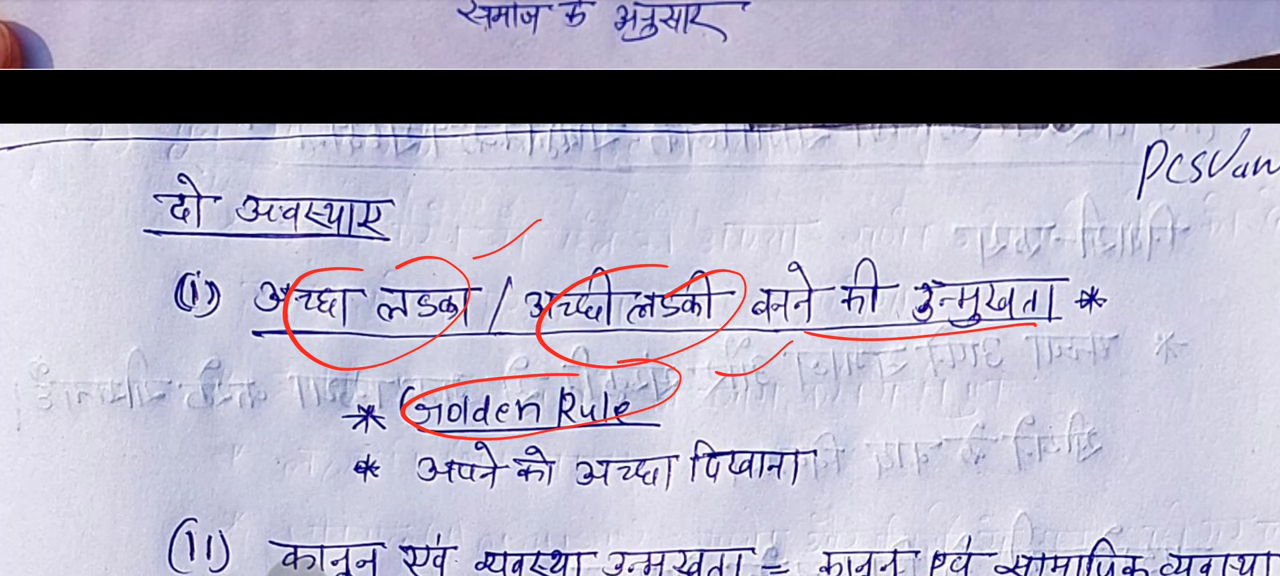 समाज के अनुसार
PCSVan
दो अवस्थाए
(i) अच्छा लडका / अच्छी लडकी बनने की उन्मुखता *
* Golden Rule
* अपने को अच्छा दिखाना
(ii) कानून एवं व्यवस्था उन्मुखता = कानून एवं सामाजिक व्यवस्था